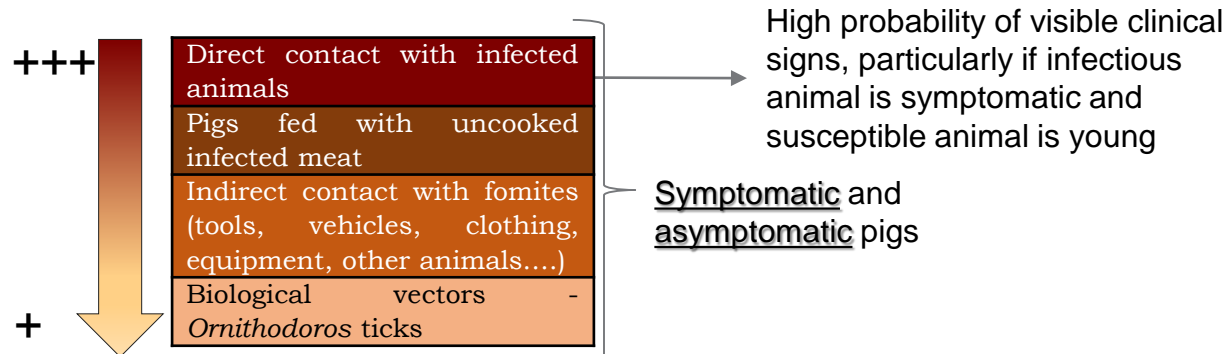 +++
Direct contact with infected
animals
Pigs fed with uncooked
infected meat
Indirect contact with fomites
(tools, vehicles, clothing,
equipment, other animals….)
Biological vectors -
Ornithodoros ticks
+
High probability of visible clinical
signs, particularly if infectious
animal is symptomatic and
susceptible animal is young
Symptomatic and
asymptomatic pigs